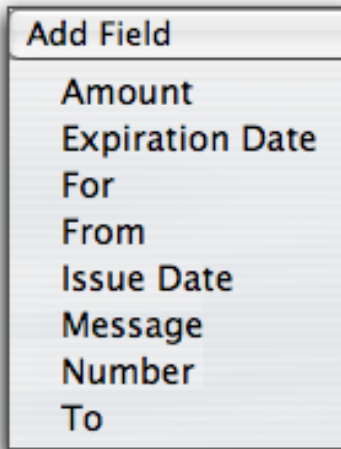 Add Field
Amount
Expiration Date
For
From
Issue Date
Message
Number
To